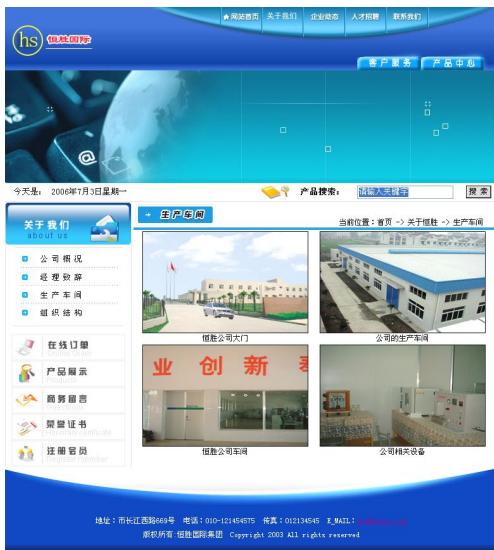 网站首页 关于我们 企业动态 人才招聘 联系我们
hs 恒胜国际
客户服务 产品中心
@
今天是： 2006年7月3日星期一 产品搜索： 请输入关键字 搜索
关于我们
about us
生产车间
当前位置：首页 -> 关于恒胜 -> 生产车间
公司概况
经理致辞
生产车间
组织结构
恒胜公司大门
公司的生产车间
在线订单
产品展示
商务留言
荣誉证书
注册会员
业创新
恒胜公司车间
公司相关设备
地址：市长江西路669号 电话：010-121454575 传真：012134545 E_MAIL:
版权所有:恒胜国际集团 Copyright 2003 All rights reserved